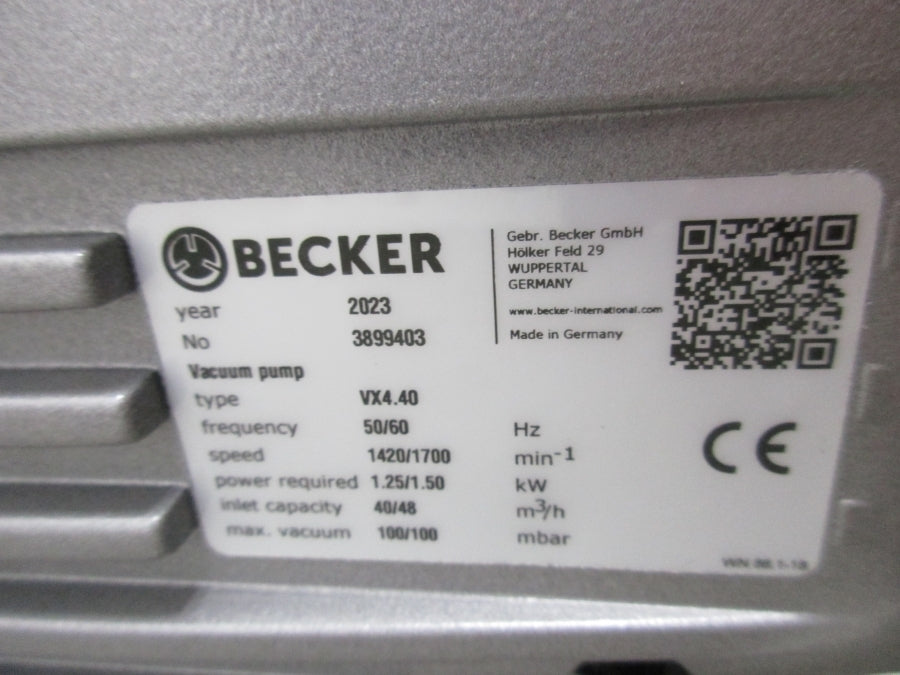 BECKER
year 2023
No 3899403
Vacuum pump
type VX4.40
frequency 50/60 Hz
speed 1420/1700 min-1
power required 1.25/1.50 kW
inlet capacity 40/48 m3/h
max. vacuum 100/100 mbar
Gebr. Becker GmbH
Hölker Feld 29
WUPPERTAL
GERMANY
www.becker-international.com
Made in Germany
CE